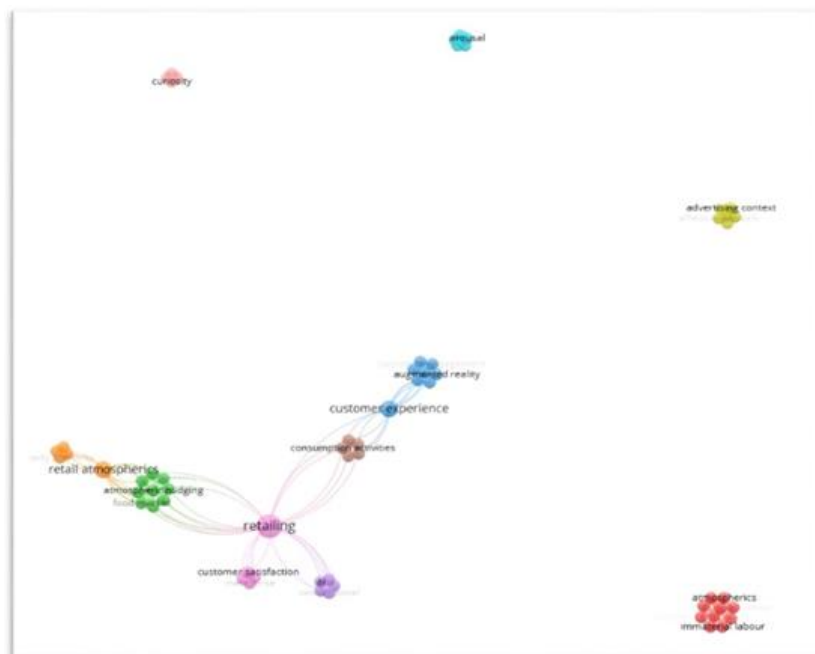 arousal
curiosity
advertising context
augmented reality
customer experience
consumption activities
retail atmospherics
atmospheric nudging
retailing
customer satisfaction
atmospherics
immaterial labour